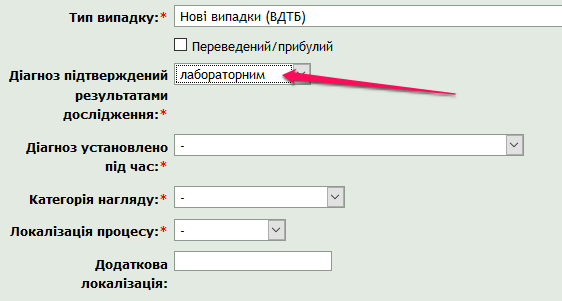 Тип випадку:* Нові випадки (ВДТБ)
Переведений/прибулий
Діагноз підтверджений лабораторним
результатами
дослідження:*
Діагноз установлено -
під час:*
Категорія нагляду:* -
Локалізація процесу:* -
Додаткова
локалізація: